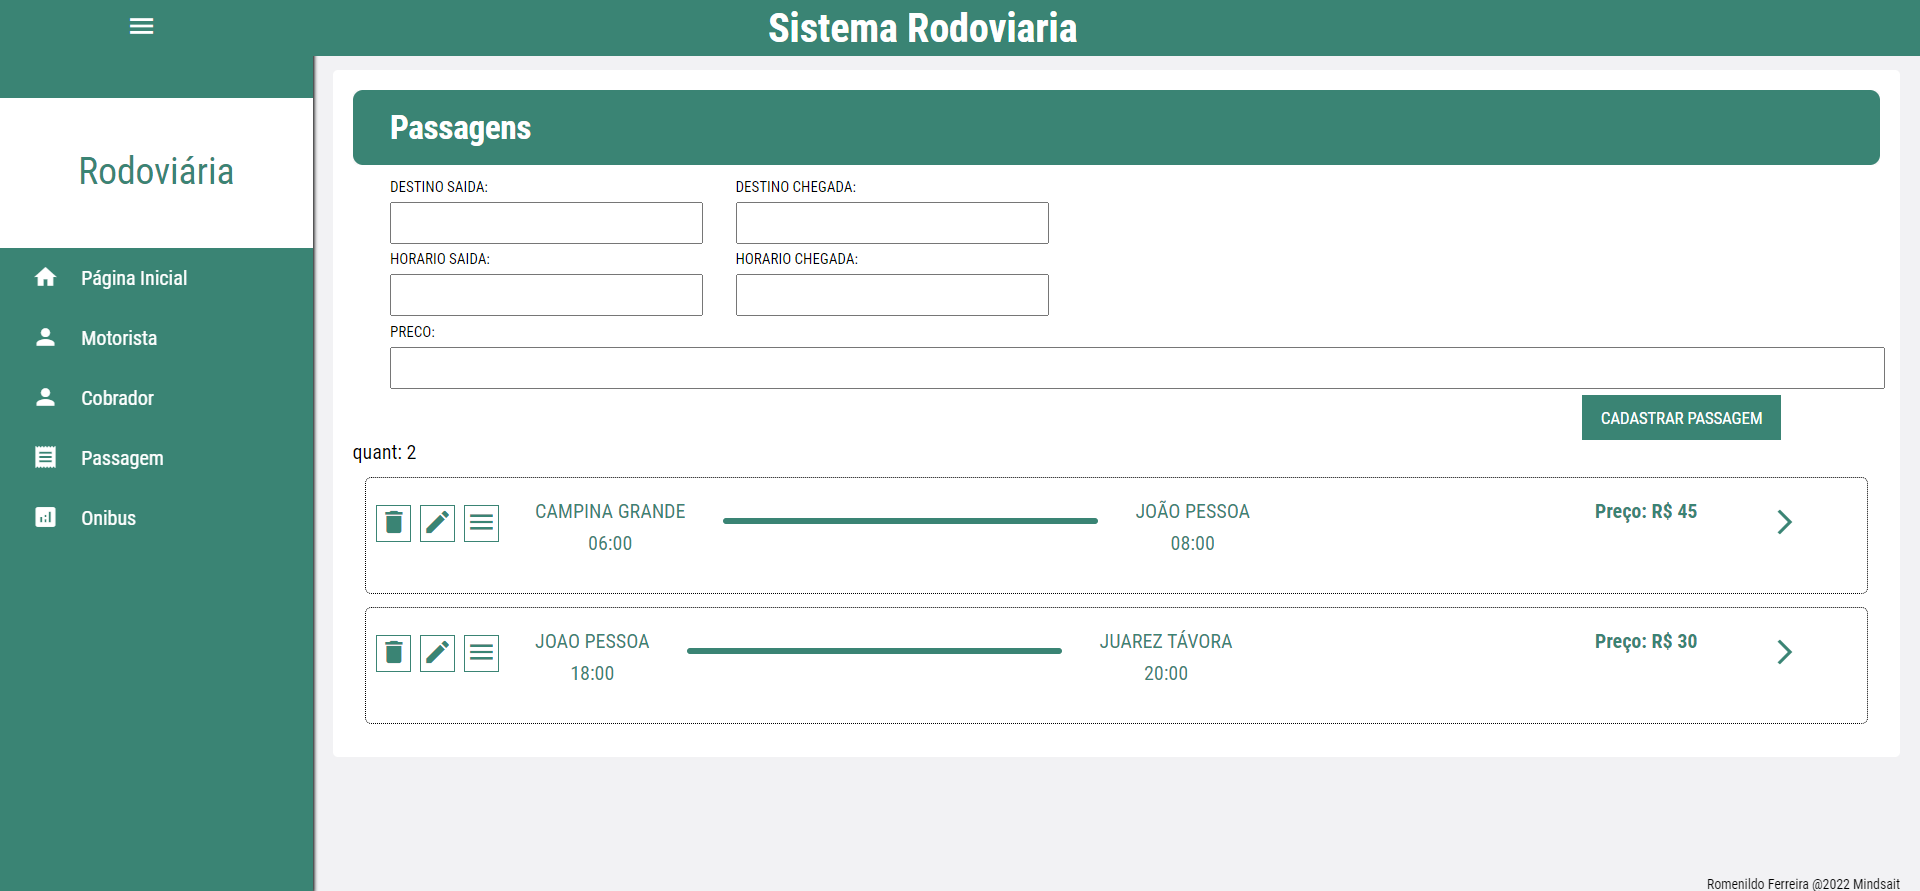 Sistema Rodoviaria
Rodoviária
Página Inicial
Motorista
Cobrador
Passagem
Onibus
Passagens
DESTINO SAIDA: DESTINO CHEGADA:
HORARIO SAIDA: HORARIO CHEGADA:
PRECO:
CADASTRAR PASSAGEM
quant: 2
CAMPINA GRANDE JOÃO PESSOA Preço: R$ 45
06:00 08:00
JOAO PESSOA JUAREZ TÁVORA Preço: R$ 30
18:00 20:00
Romenildo Ferreira @2022 Mindsait